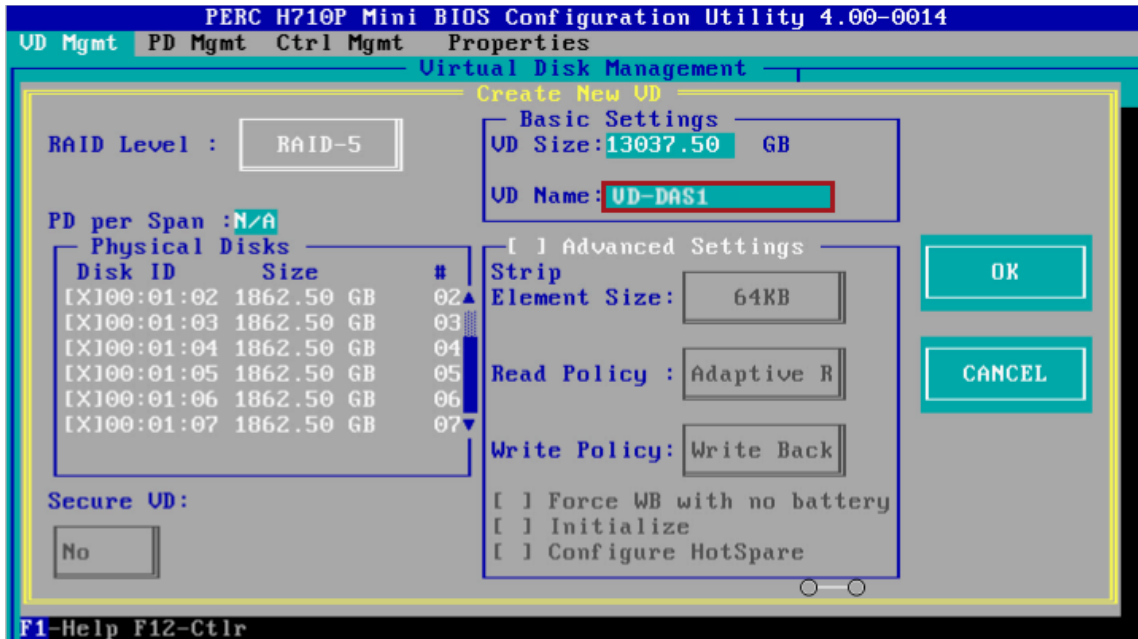 PERC H710P Mini BIOS Configuration Utility 4.00-0014
VD Mgmt PD Mgmt Ctrl Mgmt Properties
Virtual Disk Management
Create New VD
RAID Level : RAID-5
PD per Span :N/A
Physical Disks
Disk ID Size #
[X]00:01:02 1862.50 GB 02
[X]00:01:03 1862.50 GB 03
[X]00:01:04 1862.50 GB 04
[X]00:01:05 1862.50 GB 05
[X]00:01:06 1862.50 GB 06
[X]00:01:07 1862.50 GB 07
Secure VD:
No
Basic Settings
VD Size:13037.50 GB
VD Name: VD-DAS1
[ ] Advanced Settings
Strip
Element Size: 64KB
Read Policy : Adaptive R
Write Policy: Write Back
[ ] Force WB with no battery
[ ] Initialize
[ ] Configure HotSpare
OK
CANCEL
F1-Help F12-Ctlr